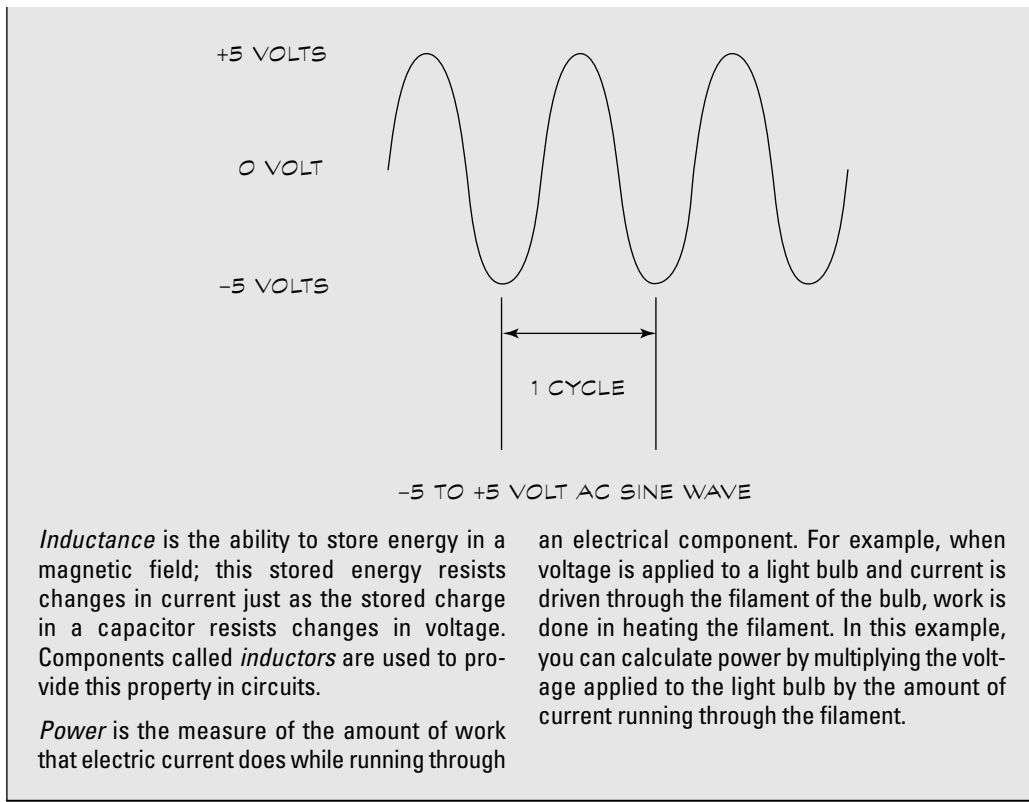 +5 VOLTS
0 VOLT
–5 VOLTS
1 CYCLE
–5 TO +5 VOLT AC SINE WAVE
Inductance is the ability to store energy in a
magnetic field; this stored energy resists
changes in current just as the stored charge
in a capacitor resists changes in voltage.
Components called inductors are used to pro-
vide this property in circuits.
Power is the measure of the amount of work
that electric current does while running through
an electrical component. For example, when
voltage is applied to a light bulb and current is
driven through the filament of the bulb, work is
done in heating the filament. In this example,
you can calculate power by multiplying the volt-
age applied to the light bulb by the amount of
current running through the filament.